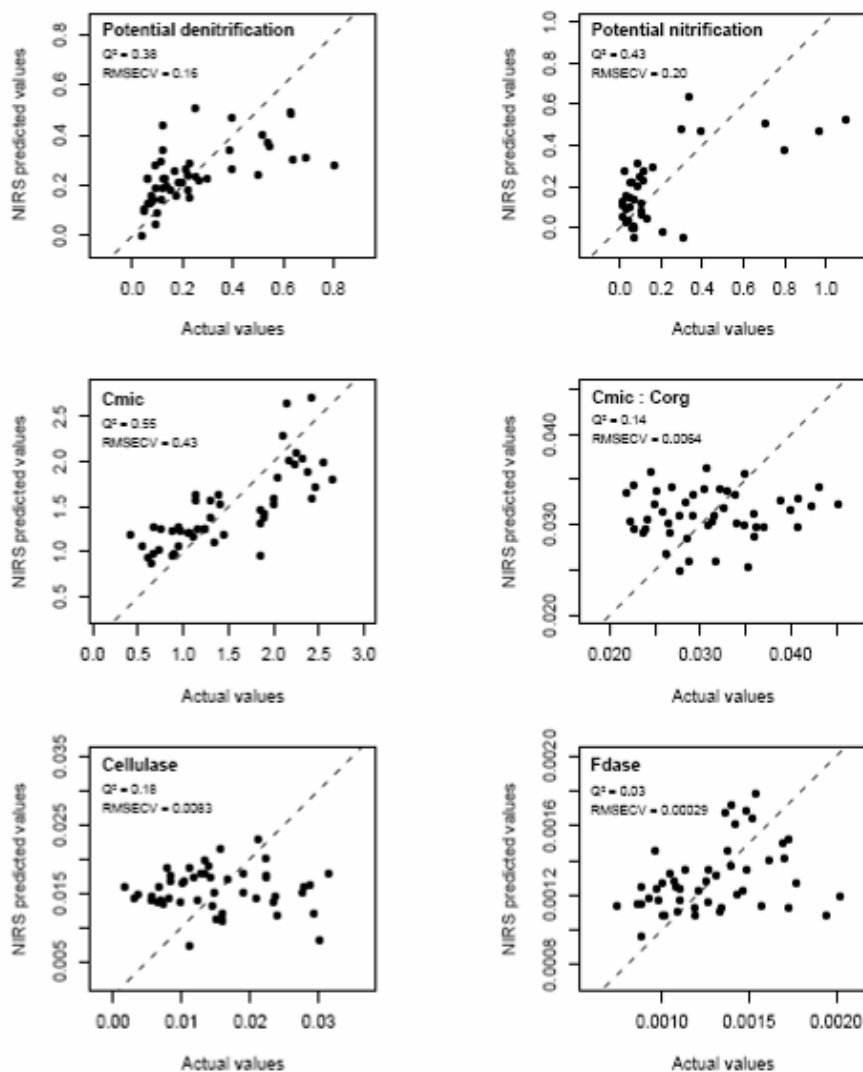 Potential denitrification
Q² = 0.38
RMSECV = 0.16
NIRS predicted values
0.0 0.2 0.4 0.6 0.8
0.0 0.2 0.4 0.6 0.8
Actual values
Potential nitrification
Q² = 0.43
RMSECV = 0.20
NIRS predicted values
0.0 0.2 0.4 0.6 0.8 1.0
0.0 0.2 0.4 0.6 0.8 1.0
Actual values
Cmic
Q² = 0.55
RMSECV = 0.43
NIRS predicted values
0.5 1.0 1.5 2.0 2.5
0.0 0.5 1.0 1.5 2.0 2.5 3.0
Actual values
Cmic : Corg
Q² = 0.14
RMSECV = 0.0064
NIRS predicted values
0.020 0.030 0.040
0.020 0.030 0.040
Actual values
Cellulase
Q² = 0.18
RMSECV = 0.0083
NIRS predicted values
0.005 0.015 0.025 0.035
0.00 0.01 0.02 0.03
Actual values
Fdase
Q² = 0.03
RMSECV = 0.00029
NIRS predicted values
0.0008 0.0012 0.0016 0.0020
0.0010 0.0015 0.0020
Actual values